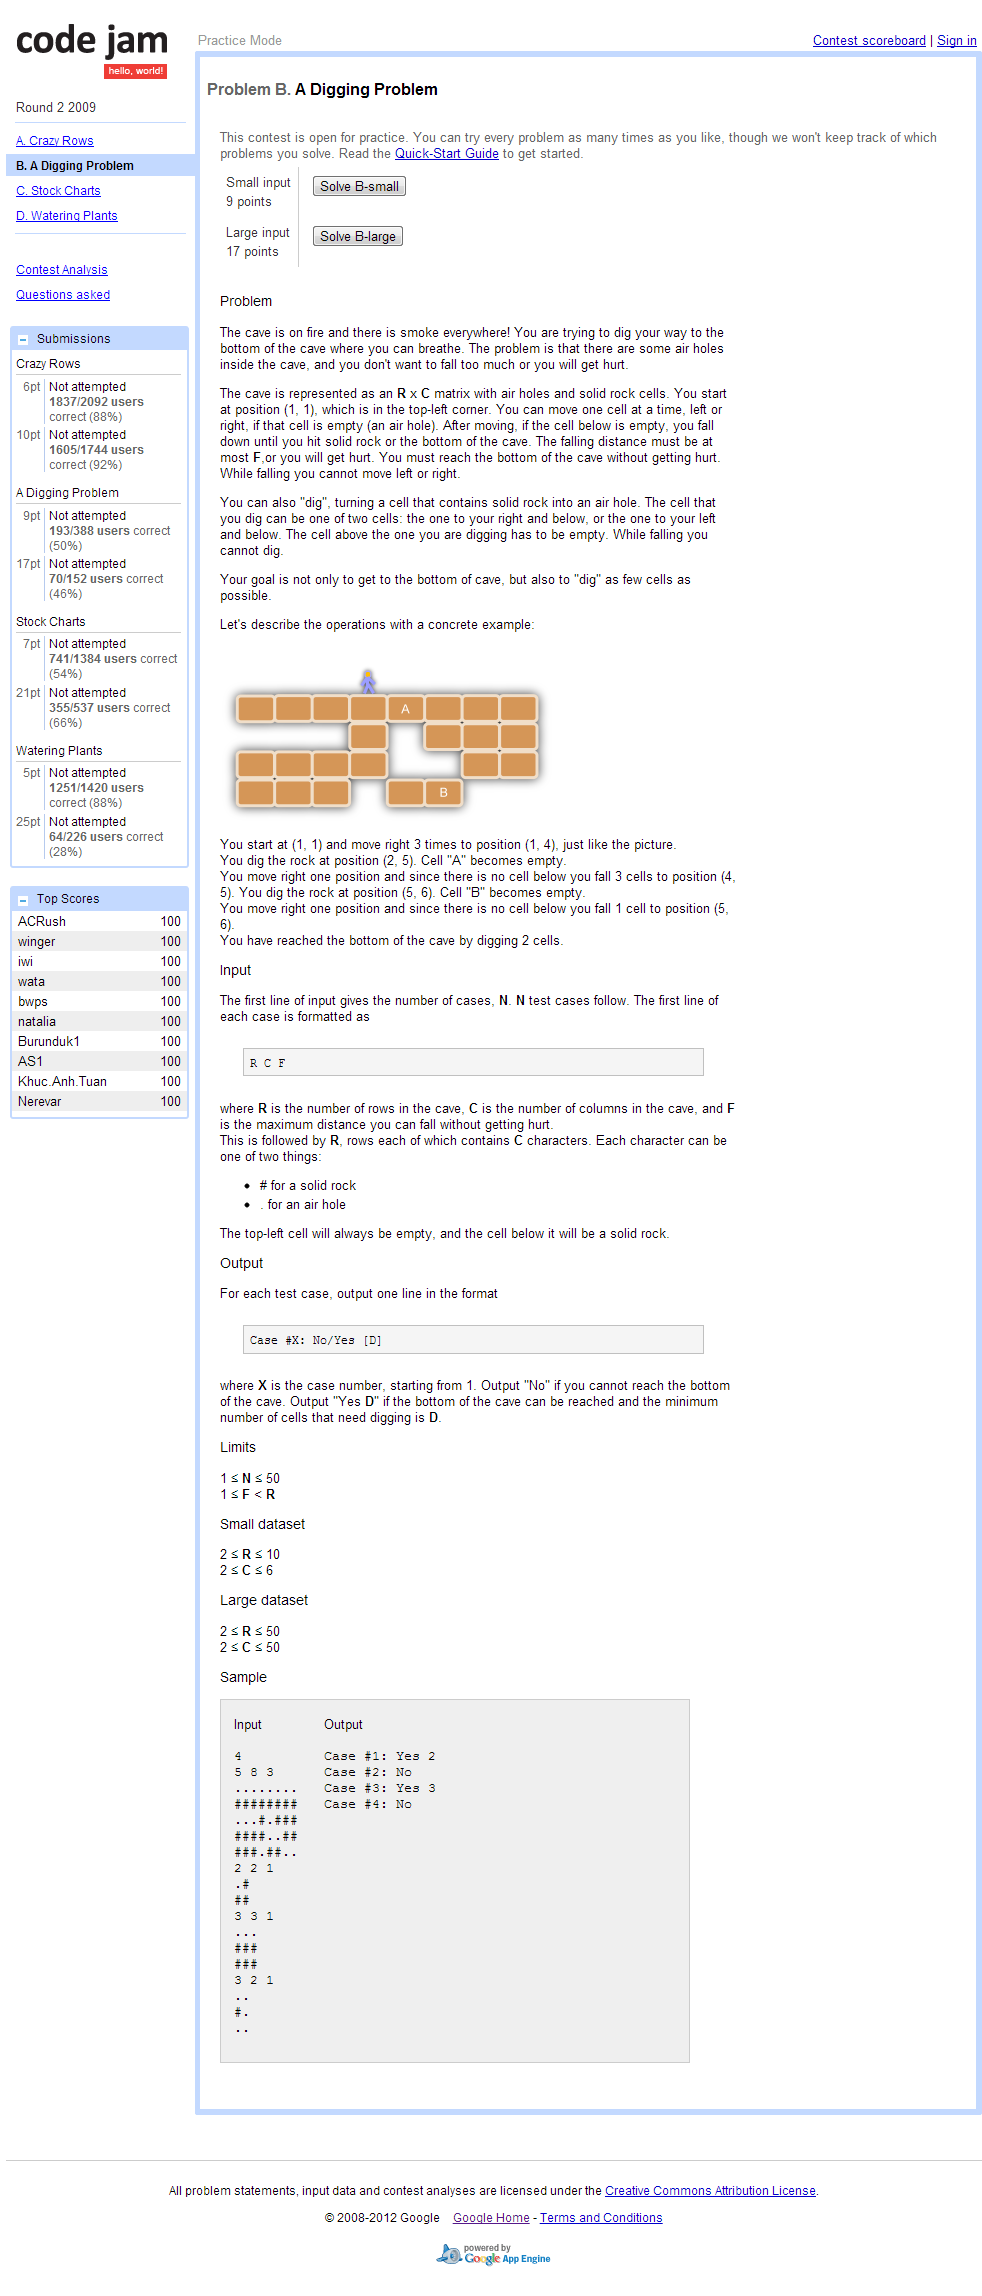 code jam
hello, world!
Practice Mode
Contest scoreboard | Sign in
Round 2 2009
A. Crazy Rows
B. A Digging Problem
C. Stock Charts
D. Watering Plants
Contest Analysis
Questions asked
Submissions
Crazy Rows
6pt Not attempted
1837/2092 users
correct (88%)
10pt Not attempted
1605/1744 users
correct (92%)
A Digging Problem
9pt Not attempted
193/388 users correct
(50%)
17pt Not attempted
70/152 users correct
(46%)
Stock Charts
7pt Not attempted
741/1384 users correct
(54%)
21pt Not attempted
355/537 users correct
(66%)
Watering Plants
5pt Not attempted
1251/1420 users
correct (88%)
25pt Not attempted
64/226 users correct
(28%)
Top Scores
ACRush 100
winger 100
iwi 100
wata 100
bwps 100
natalia 100
Burunduk1 100
AS1 100
Khuc.Anh.Tuan 100
Nerevar 100
Problem B. A Digging Problem
This contest is open for practice. You can try every problem as many times as you like, though we won't keep track of which
problems you solve. Read the Quick-Start Guide to get started.
Small input
9 points
Solve B-small
Large input
17 points
Solve B-large
Problem
The cave is on fire and there is smoke everywhere! You are trying to dig your way to the
bottom of the cave where you can breathe. The problem is that there are some air holes
inside the cave, and you don't want to fall too much or you will get hurt.
The cave is represented as an R x C matrix with air holes and solid rock cells. You start
at position (1, 1), which is in the top-left corner. You can move one cell at a time, left or
right, if that cell is empty (an air hole). After moving, if the cell below is empty, you fall
down until you hit solid rock or the bottom of the cave. The falling distance must be at
most F,or you will get hurt. You must reach the bottom of the cave without getting hurt.
While falling you cannot move left or right.
You can also "dig", turning a cell that contains solid rock into an air hole. The cell that
you dig can be one of two cells: the one to your right and below, or the one to your left
and below. The cell above the one you are digging has to be empty. While falling you
cannot dig.
Your goal is not only to get to the bottom of cave, but also to "dig" as few cells as
possible.
Let's describe the operations with a concrete example:
A
B
You start at (1, 1) and move right 3 times to position (1, 4), just like the picture.
You dig the rock at position (2, 5). Cell "A" becomes empty.
You move right one position and since there is no cell below you fall 3 cells to position (4,
5). You dig the rock at position (5, 6). Cell "B" becomes empty.
You move right one position and since there is no cell below you fall 1 cell to position (5,
6).
You have reached the bottom of the cave by digging 2 cells.
Input
The first line of input gives the number of cases, N. N test cases follow. The first line of
each case is formatted as
R C F
where R is the number of rows in the cave, C is the number of columns in the cave, and F
is the maximum distance you can fall without getting hurt.
This is followed by R, rows each of which contains C characters. Each character can be
one of two things:
• # for a solid rock
• . for an air hole
The top-left cell will always be empty, and the cell below it will be a solid rock.
Output
For each test case, output one line in the format
Case #X: No/Yes [D]
where X is the case number, starting from 1. Output "No" if you cannot reach the bottom
of the cave. Output "Yes D" if the bottom of the cave can be reached and the minimum
number of cells that need digging is D.
Limits
1 ≤ N ≤ 50
1 ≤ F < R
Small dataset
2 ≤ R ≤ 10
2 ≤ C ≤ 6
Large dataset
2 ≤ R ≤ 50
2 ≤ C ≤ 50
Sample
Input Output
4 Case #1: Yes 2
5 8 3 Case #2: No
........ Case #3: Yes 3
######## Case #4: No
...#.###
####..##
###.##..
2 2 1
.#
##
3 3 1
...
###
###
3 2 1
..
#.
..
All problem statements, input data and contest analyses are licensed under the Creative Commons Attribution License.
© 2008-2012 Google Google Home - Terms and Conditions
powered by
Google App Engine